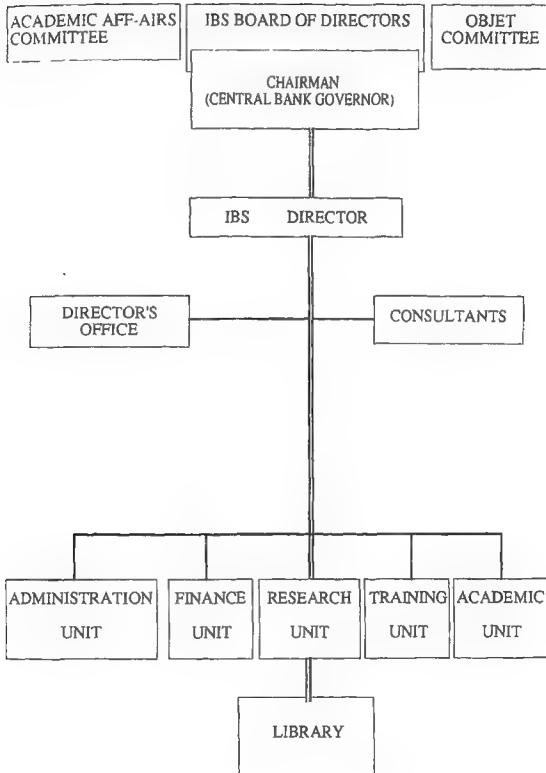 ACADEMIC AFF-AIRS
COMMITTEE
IBS BOARD OF DIRECTORS
OBJET
COMMITTEE
CHAIRMAN
(CENTRAL BANK GOVERNOR)
IBS DIRECTOR
DIRECTOR'S
OFFICE
CONSULTANTS
ADMINISTRATION
UNIT
FINANCE
UNIT
RESEARCH
UNIT
TRAINING
UNIT
ACADEMIC
UNIT
LIBRARY